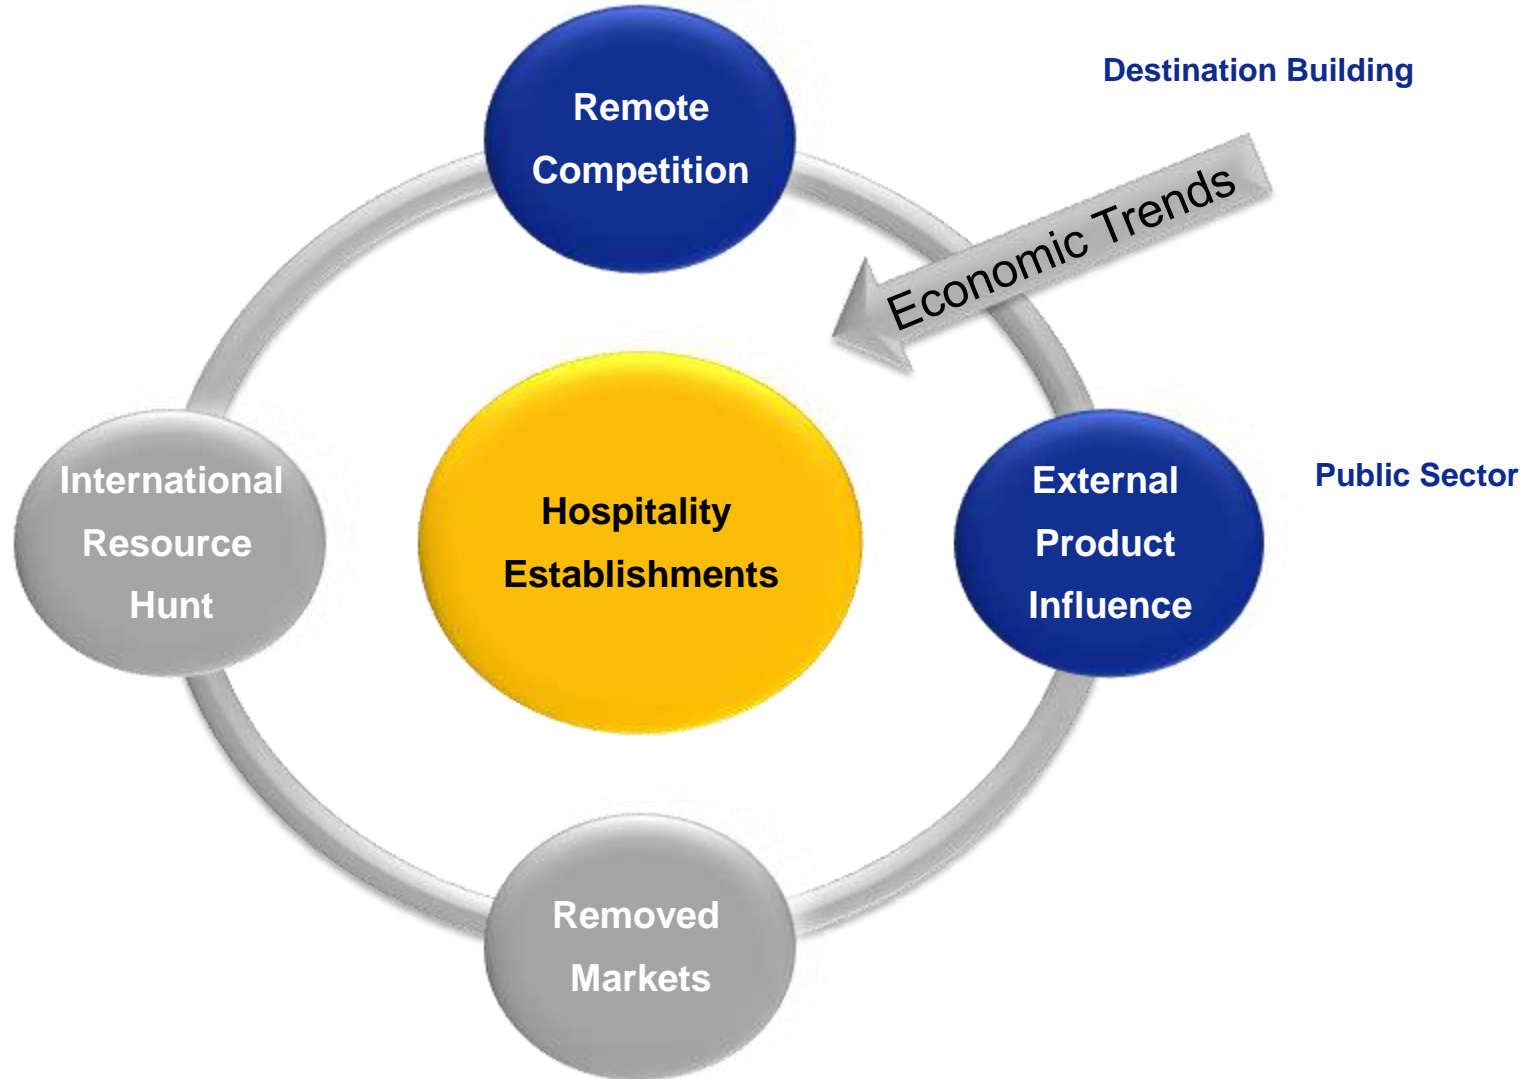 Destination Building
Remote
Competition
Economic Trends
International
Resource
Hunt
Hospitality
Establishments
External
Product
Influence
Public Sector
Removed
Markets